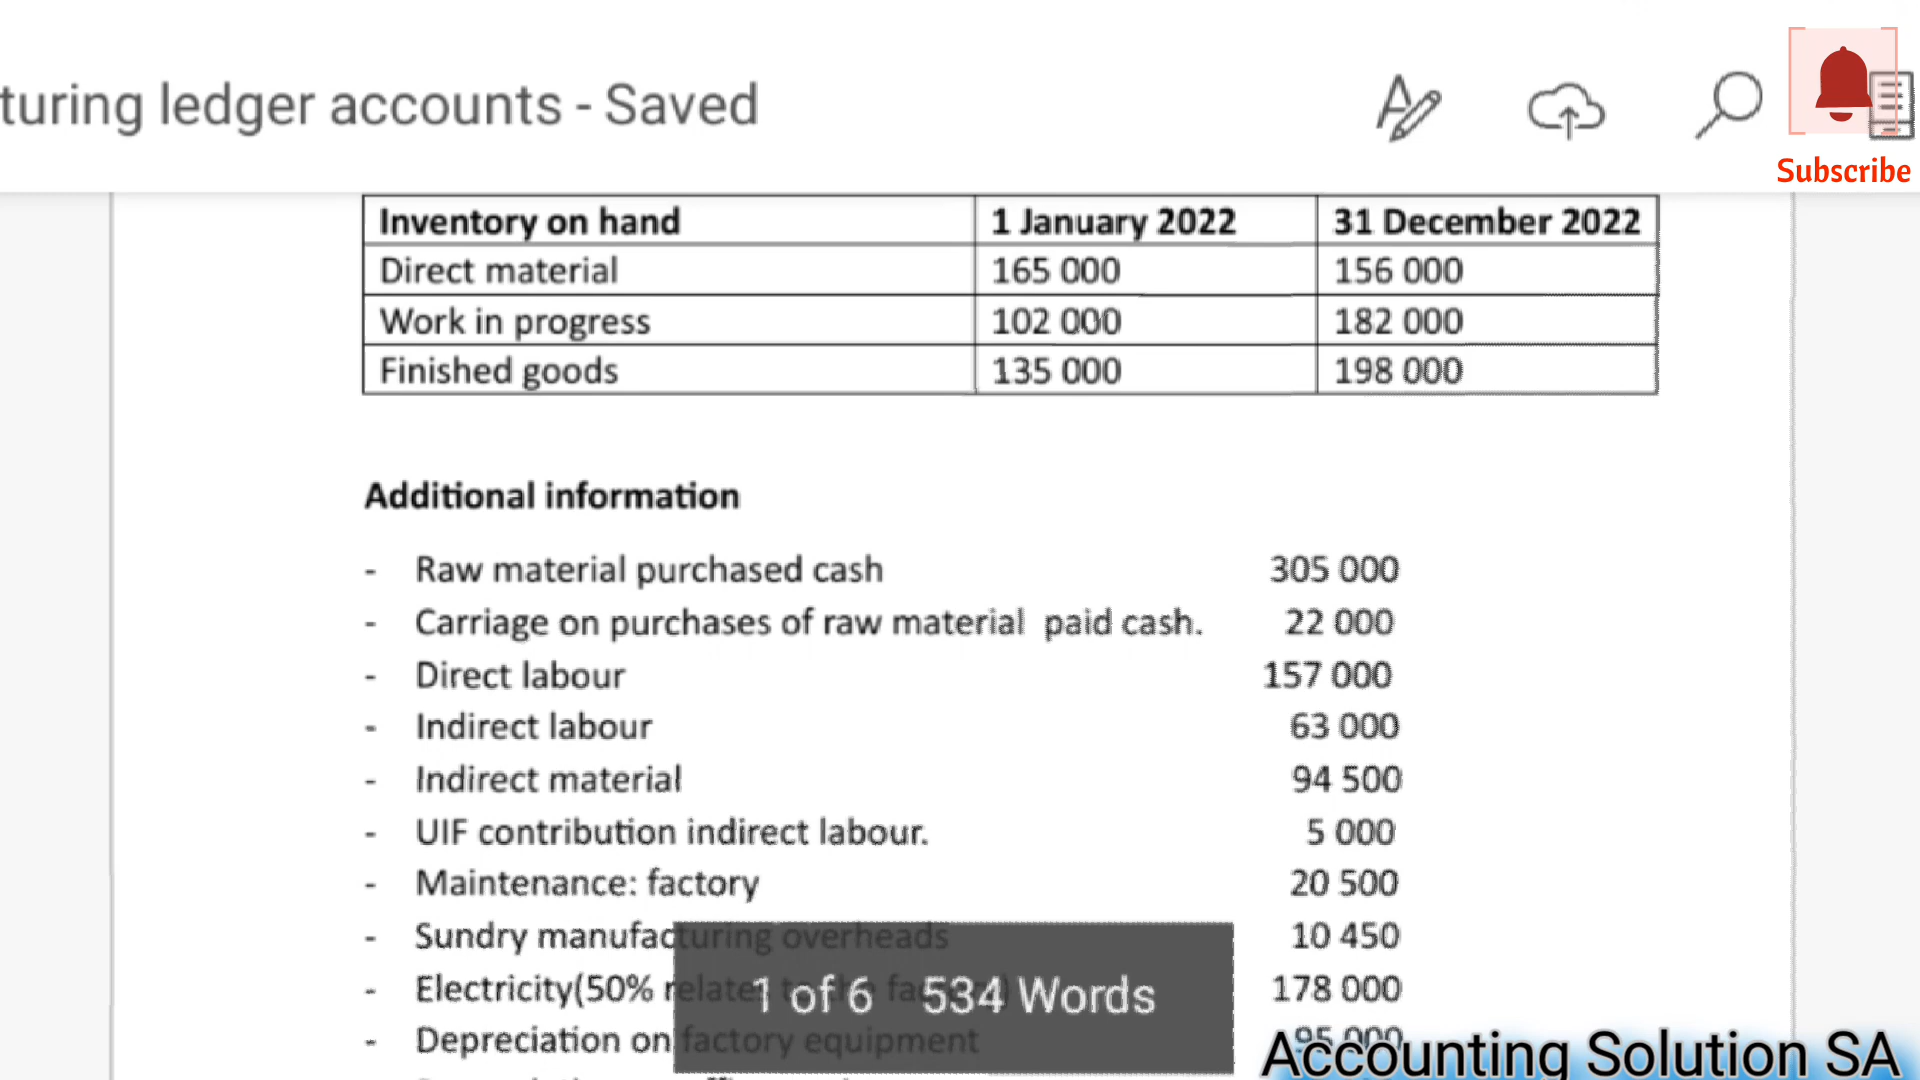 turing ledger accounts - Saved
Subscribe
Inventory on hand 1 January 2022 31 December 2022
Direct material 165 000 156 000
Work in progress 102 000 182 000
Finished goods 135 000 198 000
Additional information
- Raw material purchased cash 305 000
- Carriage on purchases of raw material paid cash. 22 000
- Direct labour 157 000
- Indirect labour 63 000
- Indirect material 94 500
- UIF contribution indirect labour. 5 000
- Maintenance: factory 20 500
- Sundry manufacturing overheads 10 450
- Electricity(50% relates fa 178 000
1 of 6 534 Words
- Depreciation on factory equipment 95 000
Accounting Solution SA